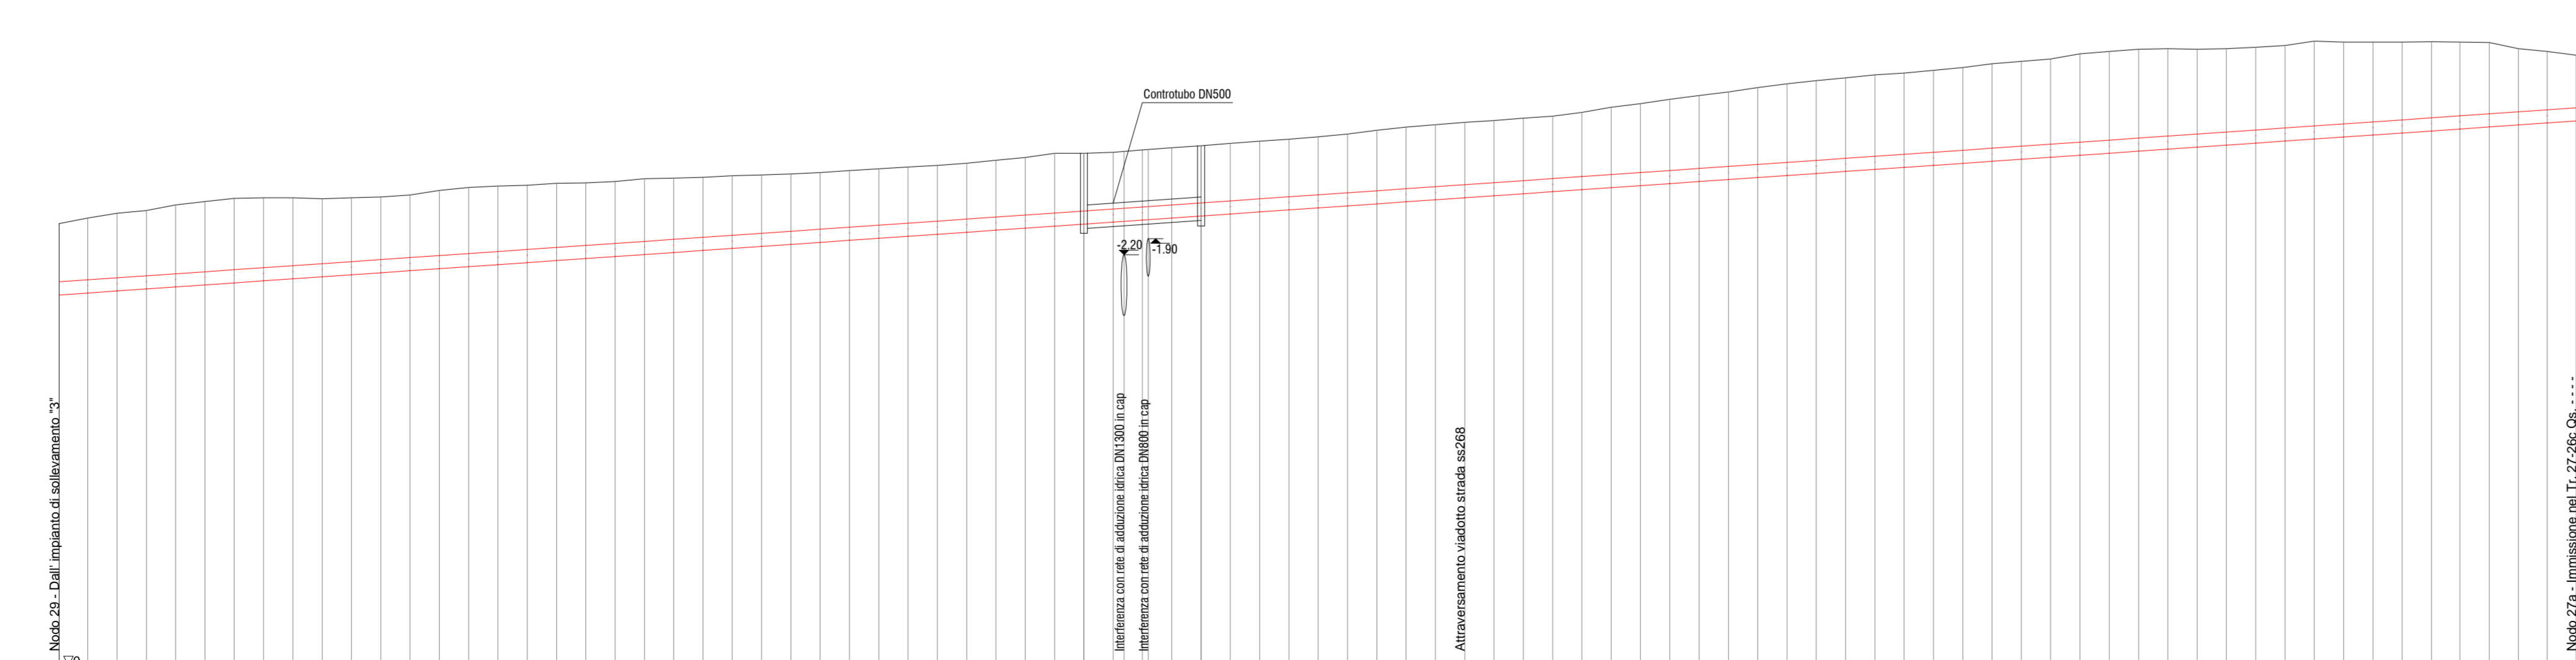 Controtubo DN500
-2.20
-1.90
Nodo 29 - Dall' impianto di sollevamento "3"
Interferenza con rete di adduzione idrica DN1300 in cap
Interferenza con rete di adduzione idrica DN800 in cap
Attraversamento viadotto strada ss268
Nodo 27a - Immissione nel Tr. 27-26c Qs. - - - -